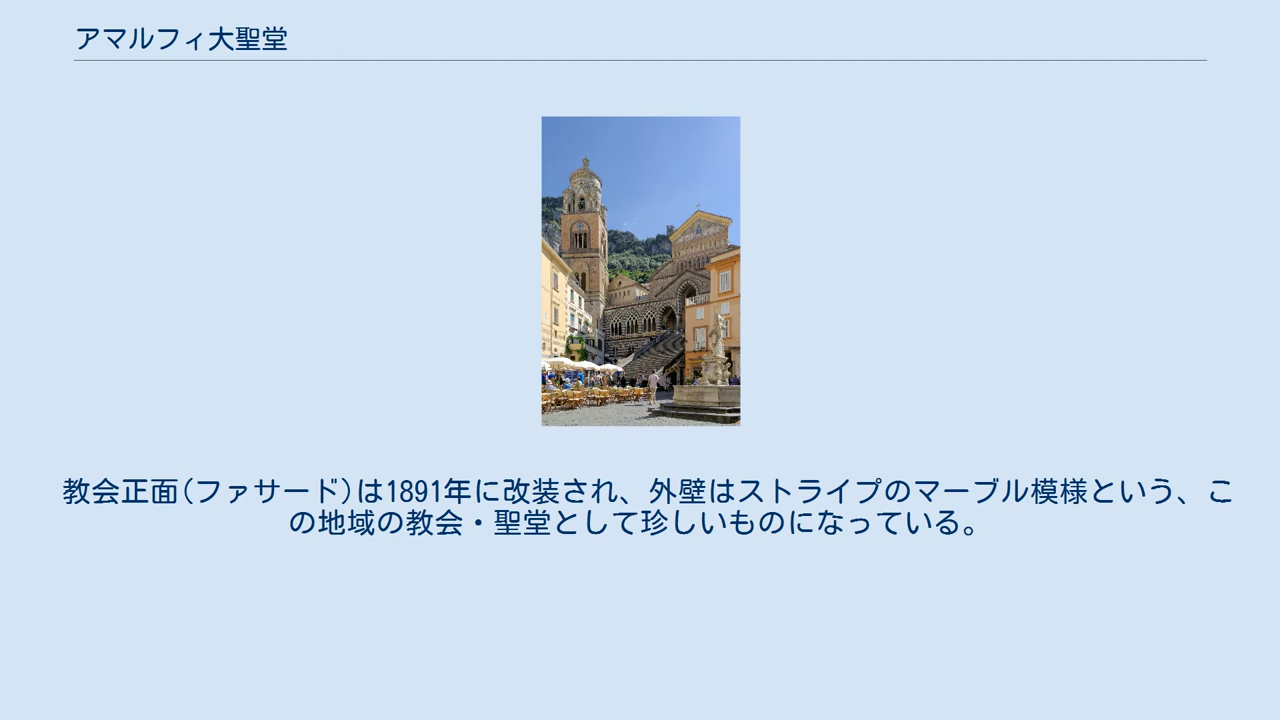 アマルフィ大聖堂
教会正面(ファサード)は1891年に改装され、外壁はストライプのマーブル模様という、こ
の地域の教会・聖堂として珍しいものになっている。